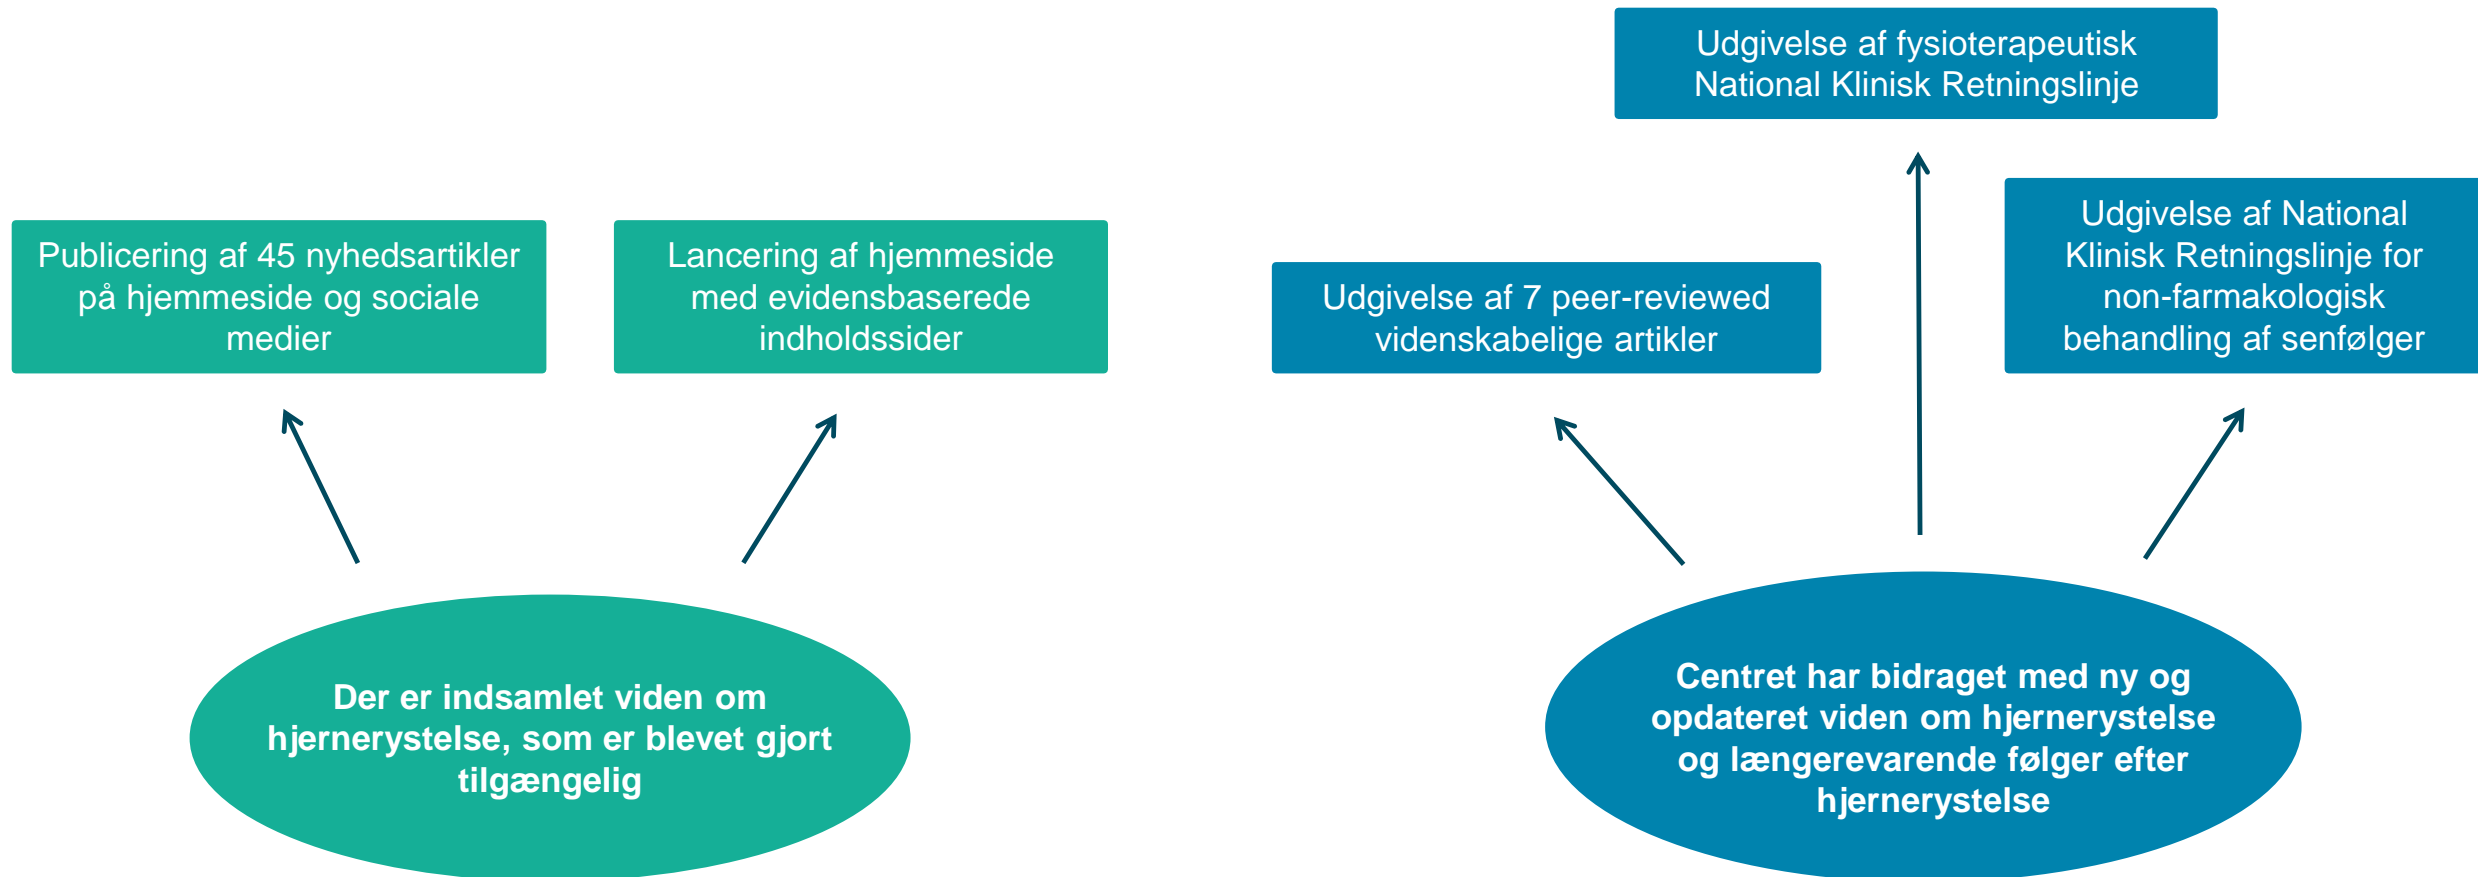 Publicering af 45 nyhedsartikler
på hjemmeside og sociale
medier
Lancering af hjemmeside
med evidensbaserede
indholdssider
Der er indsamlet viden om
hjernerystelse, som er blevet gjort
tilgængelig
Udgivelse af fysioterapeutisk
National Klinisk Retningslinje
Udgivelse af 7 peer-reviewed
videnskabelige artikler
Udgivelse af National
Klinisk Retningslinje for
non-farmakologisk
behandling af senfølger
Centret har bidraget med ny og
opdateret viden om hjernerystelse
og længerevarende følger efter
hjernerystelse